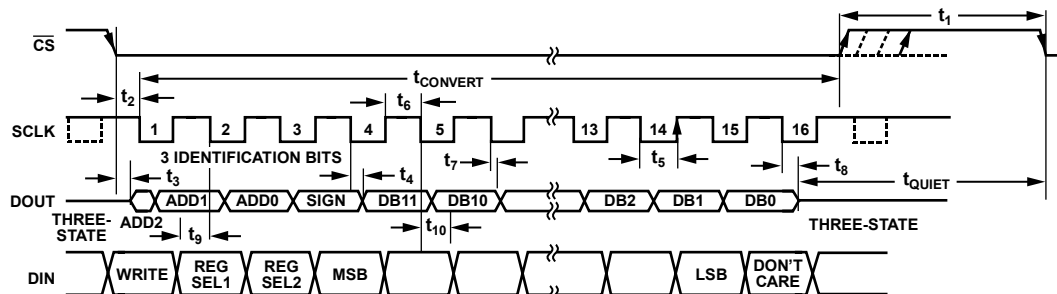 t1
CS
tCONVERT
t2
t6
SCLK
1 2 3 4 5 13 14 15 16
3 IDENTIFICATION BITS
t3
t4
t7
t5
t8
tQUIET
DOUT
ADD1 ADD0 SIGN DB11 DB10 DB2 DB1 DB0
THREE-
STATE
ADD2
THREE-STATE
t9
t10
DIN
WRITE
REG
SEL1
REG
SEL2
MSB
LSB
DON'T
CARE